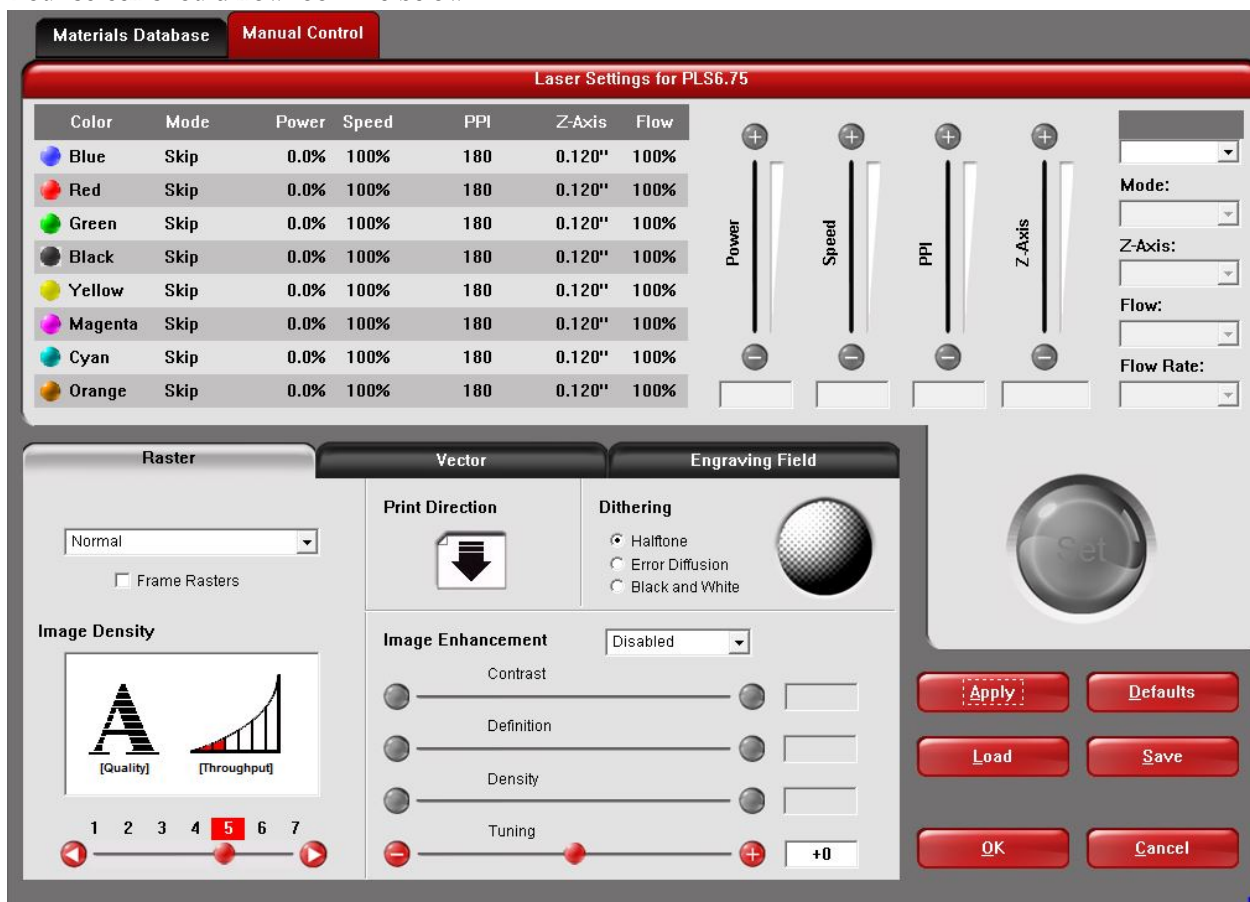 Materials Database Manual Control
Laser Settings for PLS6.75
Color Mode Power Speed PPI Z-Axis Flow
Blue Skip 0.0% 100% 180 0.120" 100%
Red Skip 0.0% 100% 180 0.120" 100%
Green Skip 0.0% 100% 180 0.120" 100%
Black Skip 0.0% 100% 180 0.120" 100%
Yellow Skip 0.0% 100% 180 0.120" 100%
Magenta Skip 0.0% 100% 180 0.120" 100%
Cyan Skip 0.0% 100% 180 0.120" 100%
Orange Skip 0.0% 100% 180 0.120" 100%
Power
Speed
PPI
Z-Axis
Mode:
Z-Axis:
Flow:
Flow Rate:
Set
Raster Vector Engraving Field
Normal
Frame Rasters
Print Direction
Dithering
Halftone
Error Diffusion
Black and White
Image Density
A
[Quality] [Throughput]
1 2 3 4 5 6 7
Image Enhancement Disabled
Contrast
Definition
Density
Tuning
+0
Apply Defaults
Load Save
OK Cancel